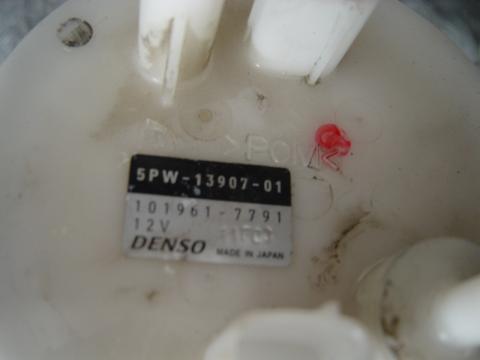 >POM<
5PW-13907-01
101961-7791
12V
DENSO MADE IN JAPAN